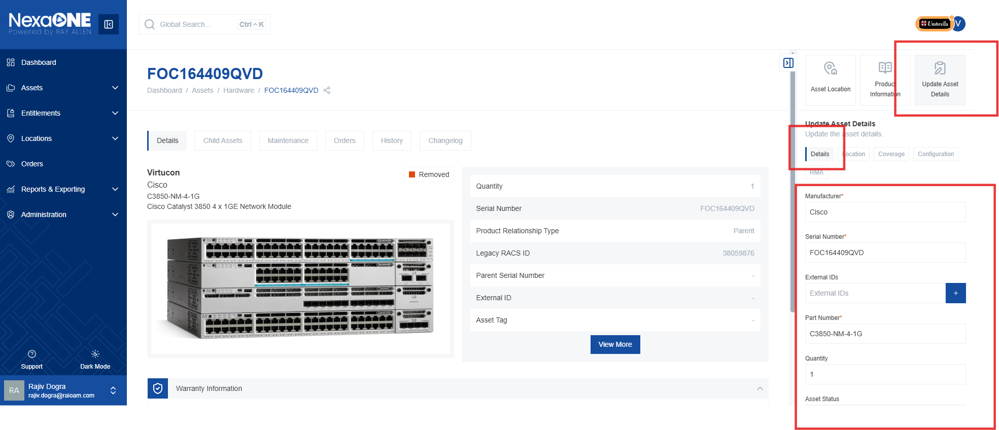 NexaONE
Powered by RAY ALLEN
Global Search...
Ctrl ^ K
Umbrella
V
Dashboard
Assets
Entitlements
Locations
Orders
Reports & Exporting
Administration
Support
Dark Mode
RA
Rajiv Dogra
rajiv.dogra@raioam.com
FOC164409QVD
Dashboard / Assets / Hardware / FOC164409QVD
Details
Child Assets
Maintenance
Orders
History
Changelog
Virtucon
Removed
Cisco
C3850-NM-4-1G
Cisco Catalyst 3850 4 x 1GE Network Module
Quantity 1
Serial Number FOC164409QVD
Product Relationship Type Parent
Legacy RACS ID 38059876
Parent Serial Number -
External ID -
Asset Tag -
View More
Warranty Information
Asset Location
Product
Information
Update Asset
Details
Update Asset Details
Update the asset details.
Details
Location
Coverage
Configuration
RMA
Manufacturer*
Cisco
Serial Number*
FOC164409QVD
External IDs
External IDs
+
Part Number*
C3850-NM-4-1G
Quantity
1
Asset Status